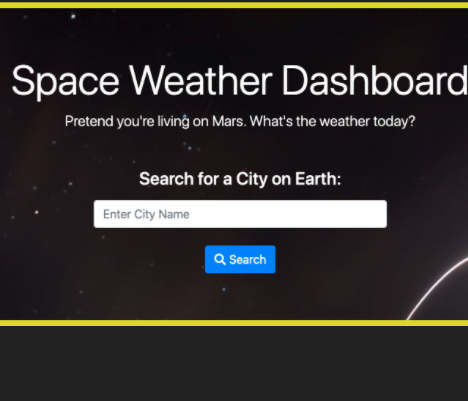 Space Weather Dashboard
Pretend you're living on Mars. What's the weather today?
Search for a City on Earth:
Enter City Name
Search